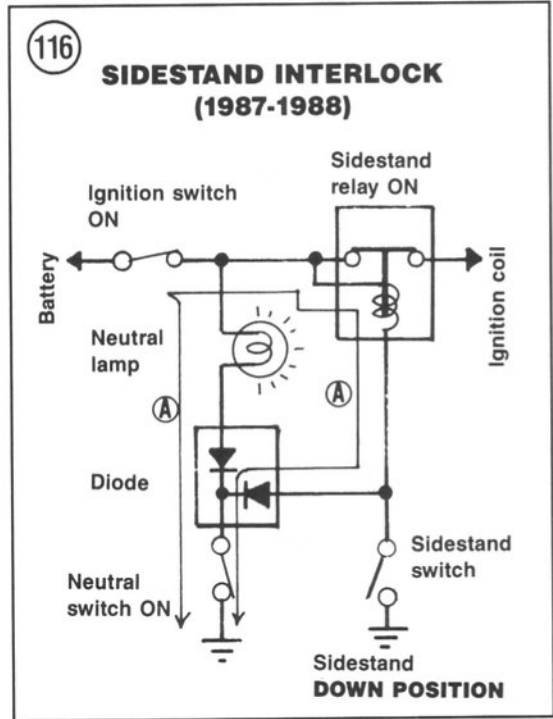 116
SIDESTAND INTERLOCK
(1987-1988)
Sidestand
relay ON
Ignition switch
ON
Battery
Ignition coil
Neutral
lamp
A
A
Diode
Neutral
switch ON
Sidestand
switch
Sidestand
DOWN POSITION